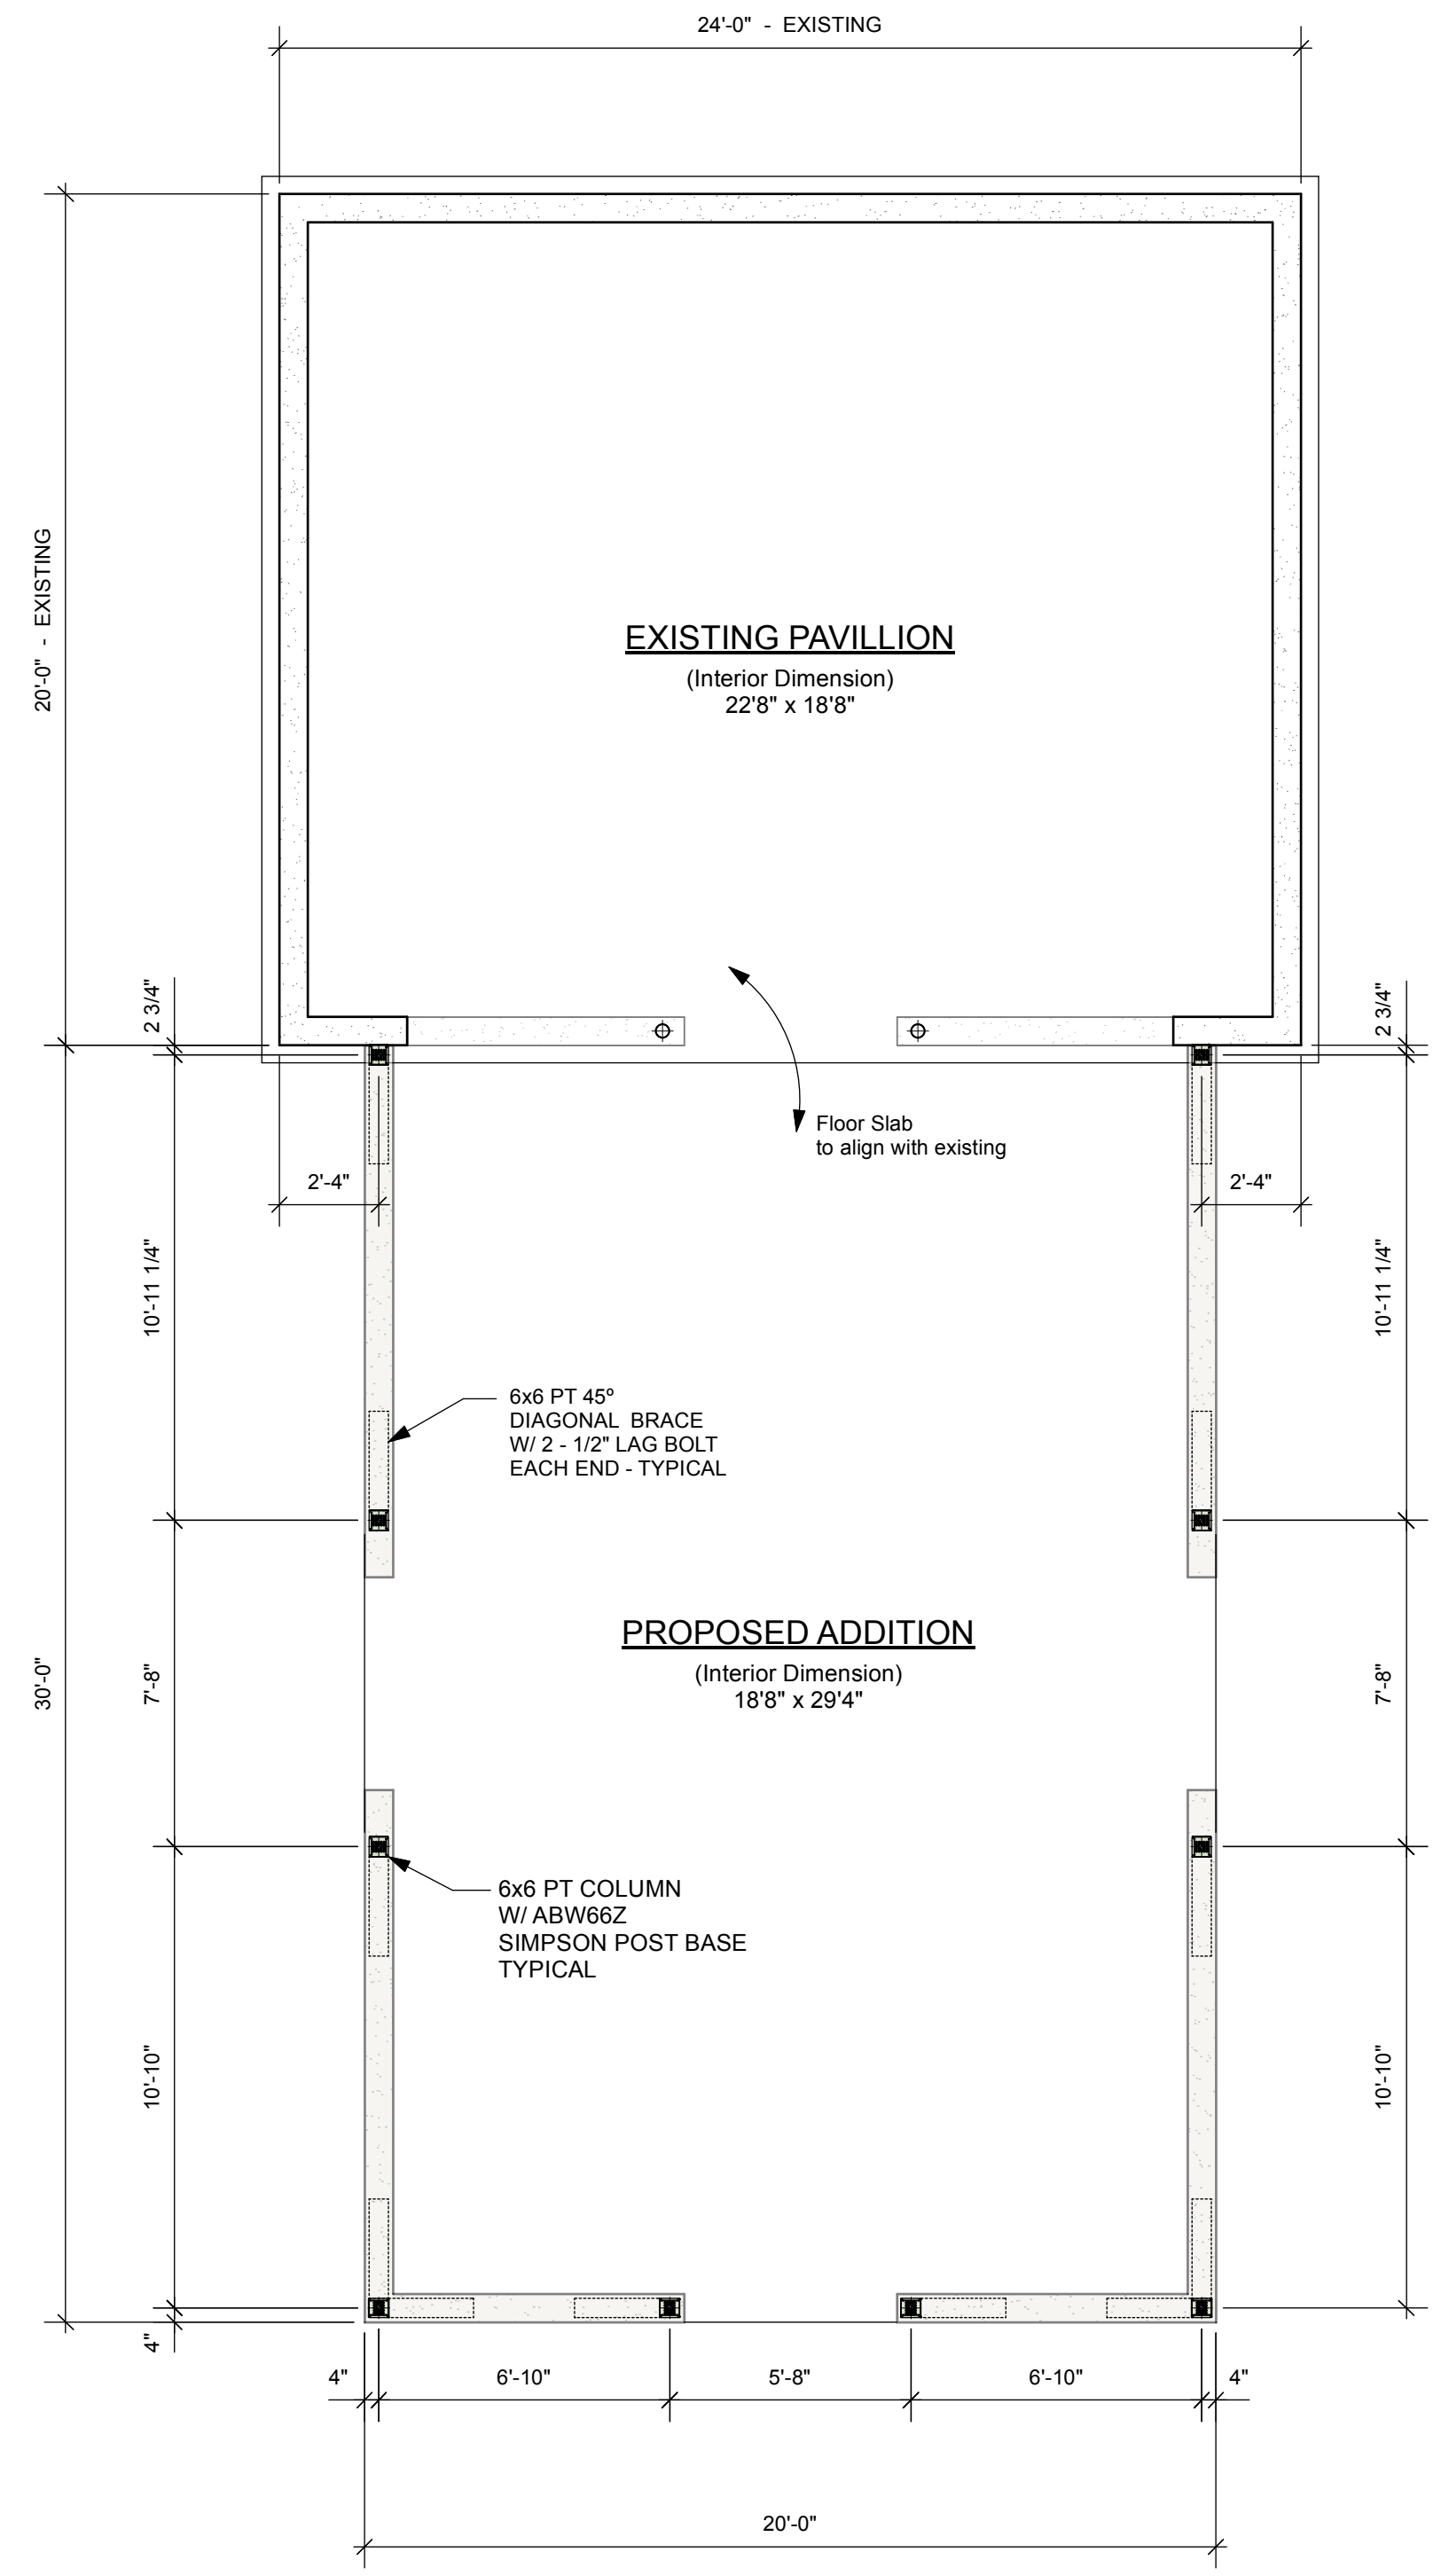 24'-0"  -  EXISTING
20'-0"  -  EXISTING
EXISTING PAVILLION
(Interior Dimension)
22'8" x 18'8"
2 3/4"
2 3/4"
Floor Slab
to align with existing
2'-4"
2'-4"
10'-11 1/4"
10'-11 1/4"
6x6 PT 45º
DIAGONAL  BRACE
W/ 2 - 1/2" LAG BOLT
EACH END - TYPICAL
PROPOSED ADDITION
(Interior Dimension)
18'8" x 29'4"
30'-0"
7'-8"
7'-8"
6x6 PT COLUMN
W/ ABW66Z
SIMPSON POST BASE
TYPICAL
10'-10"
10'-10"
4"
4"
6'-10"
5'-8"
6'-10"
4"
20'-0"